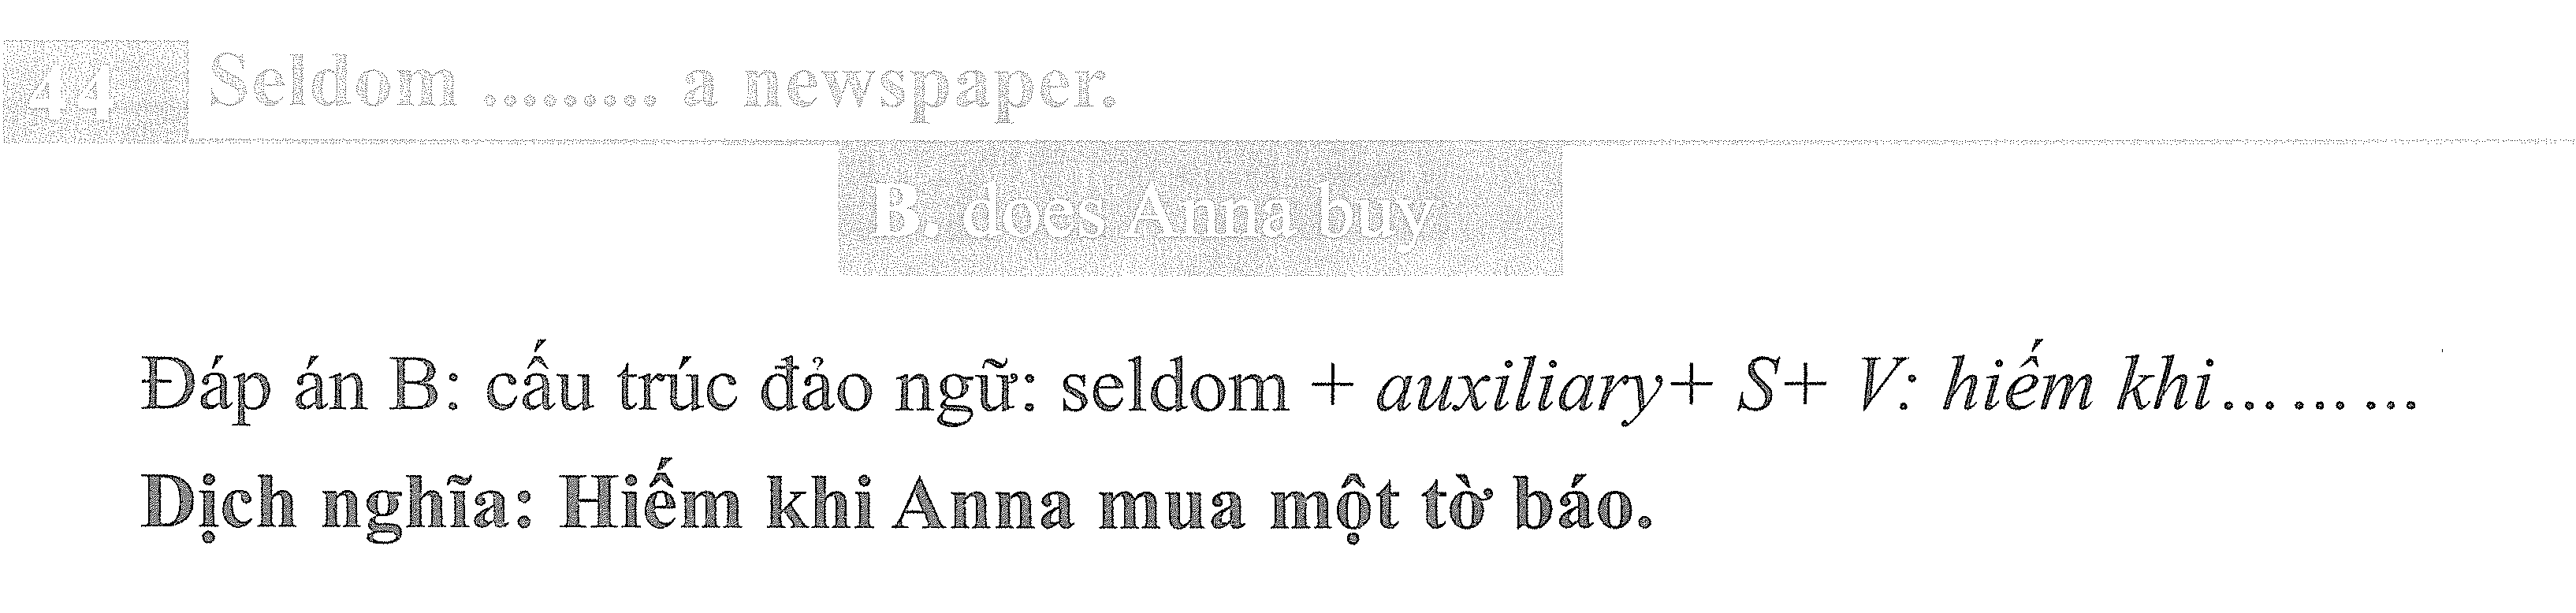 44 Seldom ......... a newspaper.
B. does Anna buy
Đáp án B: cấu trúc đảo ngữ: seldom + auxiliary+ S+ V: hiếm khi.........
Dịch nghĩa: Hiếm khi Anna mua một tờ báo.